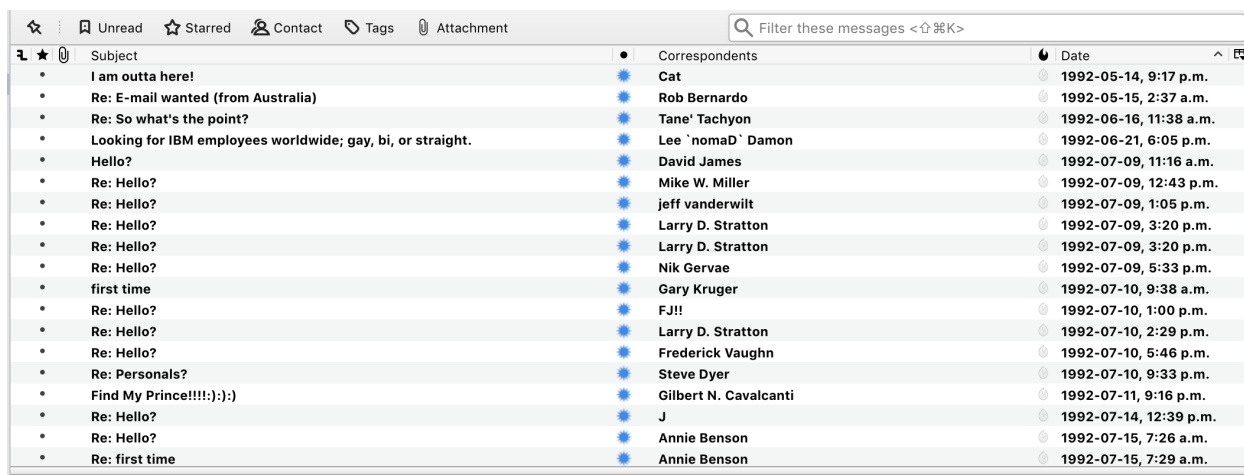 Unread Starred Contact Tags Attachment Filter these messages <⇧⌘K>
Subject Correspondents Date
I am outta here! Cat 1992-05-14, 9:17 p.m.
Re: E-mail wanted (from Australia) Rob Bernardo 1992-05-15, 2:37 a.m.
Re: So what's the point? Tane' Tachyon 1992-06-16, 11:38 a.m.
Looking for IBM employees worldwide; gay, bi, or straight. Lee `nomaD` Damon 1992-06-21, 6:05 p.m.
Hello? David James 1992-07-09, 11:16 a.m.
Re: Hello? Mike W. Miller 1992-07-09, 12:43 p.m.
Re: Hello? jeff vanderwilt 1992-07-09, 1:05 p.m.
Re: Hello? Larry D. Stratton 1992-07-09, 3:20 p.m.
Re: Hello? Larry D. Stratton 1992-07-09, 3:20 p.m.
Re: Hello? Nik Gervae 1992-07-09, 5:33 p.m.
first time Gary Kruger 1992-07-10, 9:38 a.m.
Re: Hello? FJ!! 1992-07-10, 1:00 p.m.
Re: Hello? Larry D. Stratton 1992-07-10, 2:29 p.m.
Re: Hello? Frederick Vaughn 1992-07-10, 5:46 p.m.
Re: Personals? Steve Dyer 1992-07-10, 9:33 p.m.
Find My Prince!!!!:):):) Gilbert N. Cavalcanti 1992-07-11, 9:16 p.m.
Re: Hello? J 1992-07-14, 12:39 p.m.
Re: Hello? Annie Benson 1992-07-15, 7:26 a.m.
Re: first time Annie Benson 1992-07-15, 7:29 a.m.